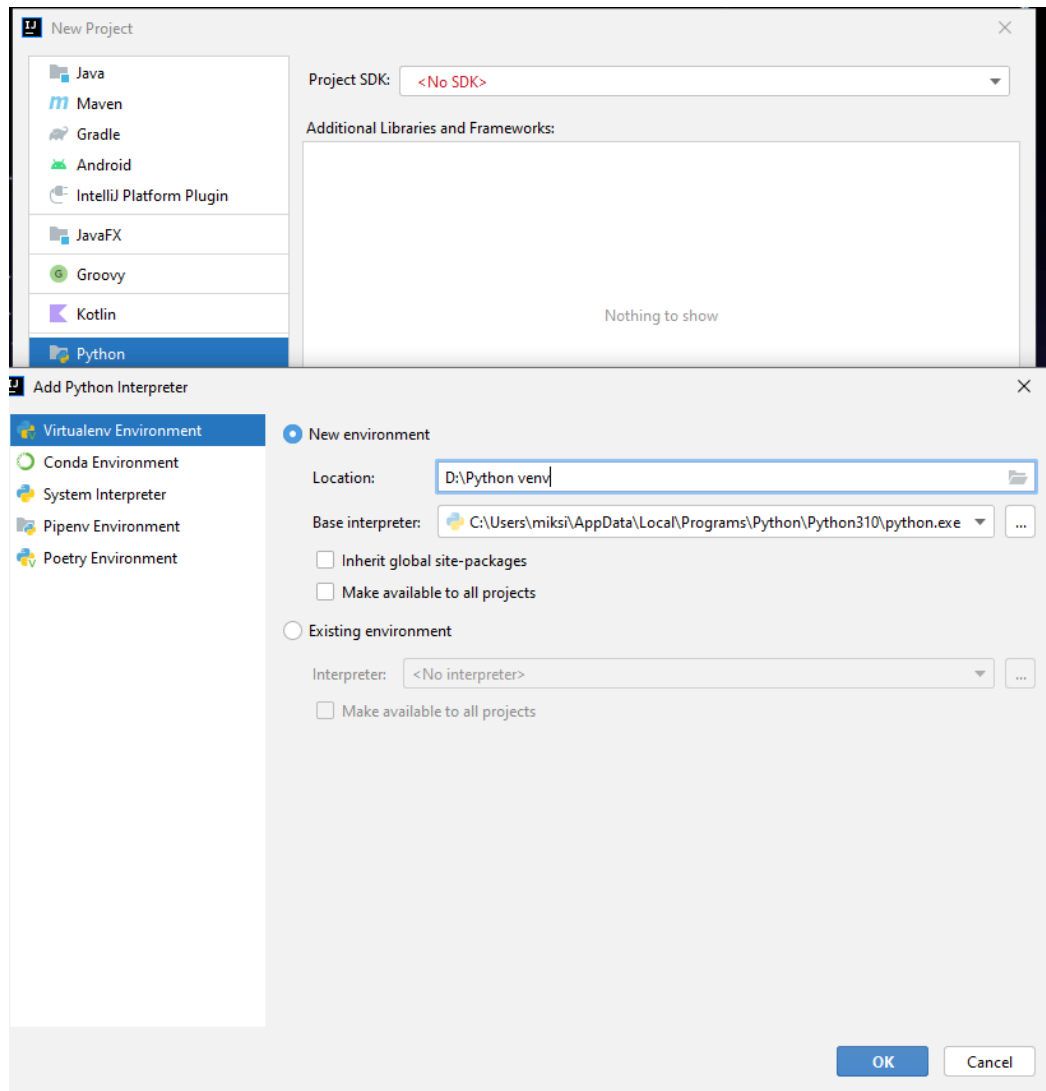 New Project
Java
Project SDK: <No SDK>
Maven
Gradle
Additional Libraries and Frameworks:
Android
IntelliJ Platform Plugin
JavaFX
Groovy
Kotlin
Nothing to show
Python
Add Python Interpreter
Virtualenv Environment
Conda Environment
System Interpreter
Pipenv Environment
Poetry Environment
New environment
Location: D:\Python venv
Base interpreter: C:\Users\miksi\AppData\Local\Programs\Python\Python310\python.exe ...
Inherit global site-packages
Make available to all projects
Existing environment
Interpreter: <No interpreter> ...
Make available to all projects
OK Cancel